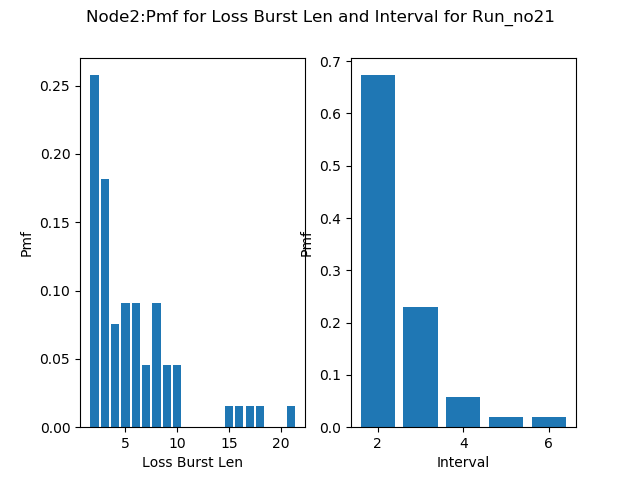 Node2:Pmf for Loss Burst Len and Interval for Run_no21
0.25
0.20
0.15
0.10
0.05
0.00
Pmf
5 10 15 20
Loss Burst Len
0.7
0.6
0.5
0.4
0.3
0.2
0.1
0.0
Pmf
2 4 6
Interval